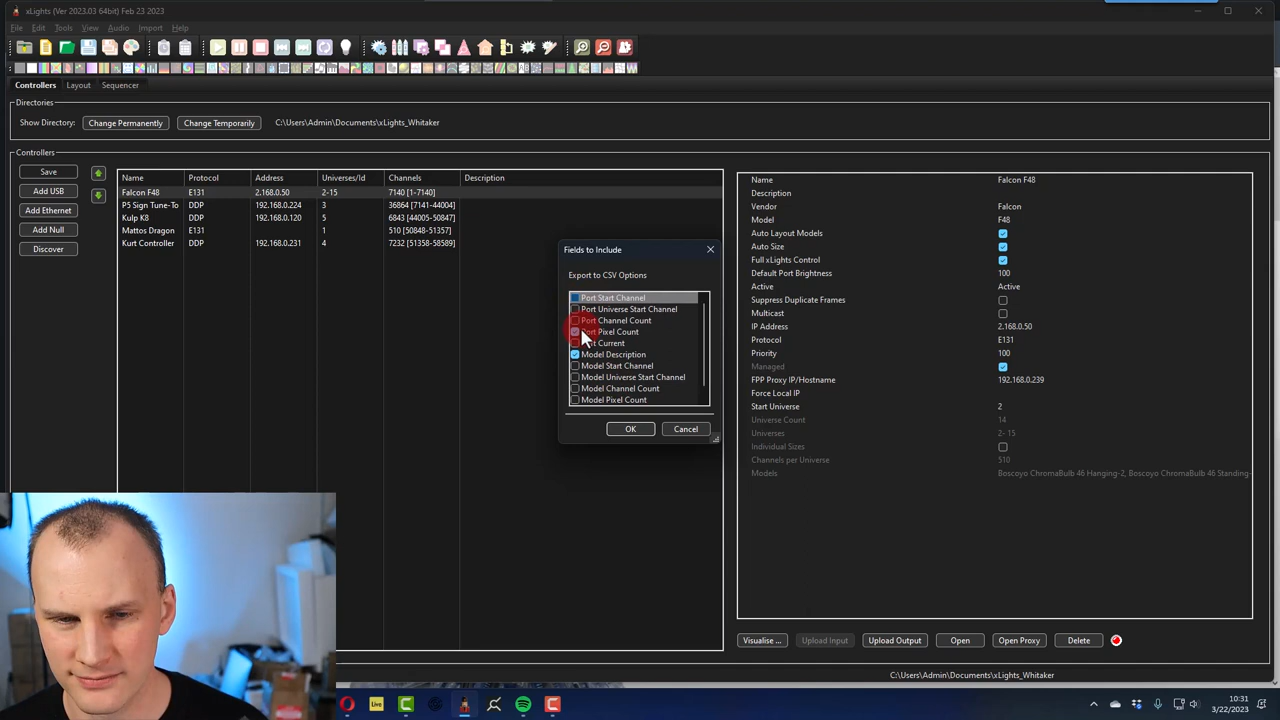 xLights (Ver 2023.03 64bit) Feb 23 2023
File Edit Tools View Audio Import Help
Controllers Layout Sequencer
Directories
Show Directory: Change Permanently Change Temporarily C:\Users\Admin\Documents\xLights_Whitaker
Controllers
Save
Add USB
Add Ethernet
Add Null
Discover
Name Protocol Address Universes/Id Channels Description
Falcon F48 E131 2.168.0.50 2-15 7140 [1-7140]
P5 Sign Tune-To DDP 192.168.0.224 3 36864 [7141-44004]
Kulp K8 DDP 192.168.0.120 5 6843 [44005-50847]
Mattos Dragon E131 1 510 [50848-51357]
Kurt Controller DDP 192.168.0.231 4 7232 [51358-58589]
Fields to Include
Export to CSV Options
Port Start Channel
Port Universe Start Channel
Port Channel Count
Port Pixel Count
Current
Model Description
Model Start Channel
Model Universe Start Channel
Model Channel Count
Model Pixel Count
OK Cancel
Name Falcon F48
Description
Vendor Falcon
Model F48
Auto Layout Models
Auto Size
Full xLights Control
Default Port Brightness 100
Active Active
Suppress Duplicate Frames
Multicast
IP Address 2.168.0.50
Protocol E131
Priority 100
Managed
FPP Proxy IP/Hostname 192.168.0.239
Force Local IP
Start Universe 2
Universe Count 14
Universes 2- 15
Individual Sizes
Channels per Universe 510
Models Boscoyo ChromaBulb 46 Hanging-2, Boscoyo ChromaBulb 46 Standing-
Visualise ... Upload Input Upload Output Open Open Proxy Delete
C:\Users\Admin\Documents\xLights_Whitaker
Live
10:31
3/22/2023